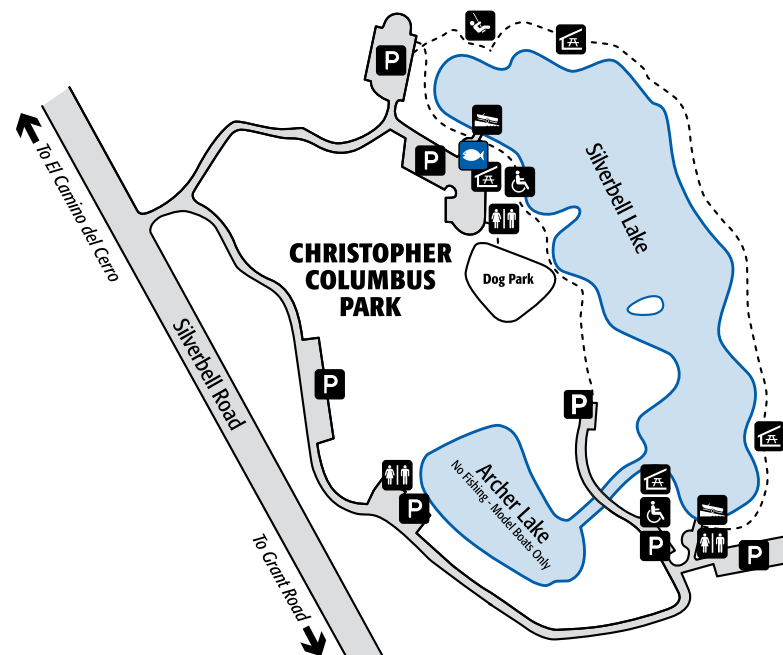 P
P
To El Camino del Cerro
Silverbell Lake
CHRISTOPHER
COLUMBUS
PARK
Dog Park
Silverbell Road
P
P
Archer Lake
No Fishing - Model Boats Only
P
P
P
To Grant Road